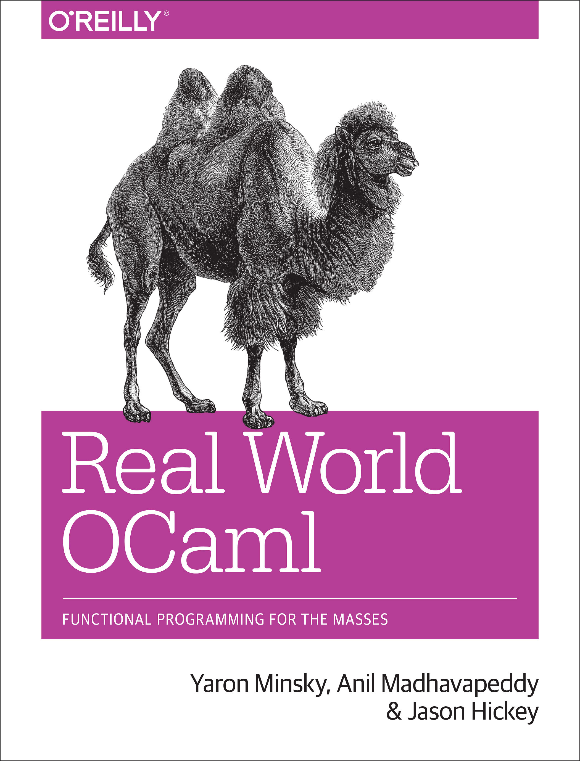 O'REILLY®
Real World
OCaml
FUNCTIONAL PROGRAMMING FOR THE MASSES
Yaron Minsky, Anil Madhavapeddy
& Jason Hickey